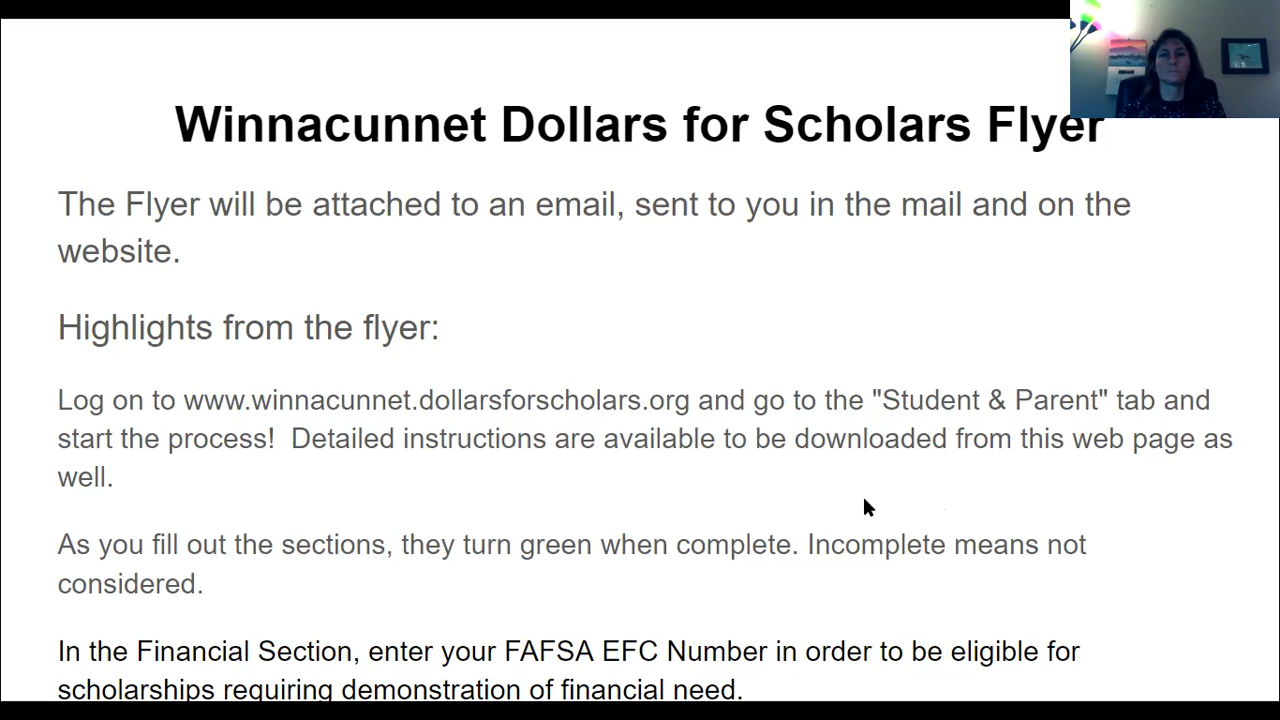 Winnacunnet Dollars for Scholars Flyer
The Flyer will be attached to an email, sent to you in the mail and on the
website.
Highlights from the flyer:
Log on to www.winnacunnet.dollarsforscholars.org and go to the "Student & Parent" tab and
start the process!  Detailed instructions are available to be downloaded from this web page as
well.
As you fill out the sections, they turn green when complete. Incomplete means not
considered.
In the Financial Section, enter your FAFSA EFC Number in order to be eligible for
scholarships requiring demonstration of financial need.